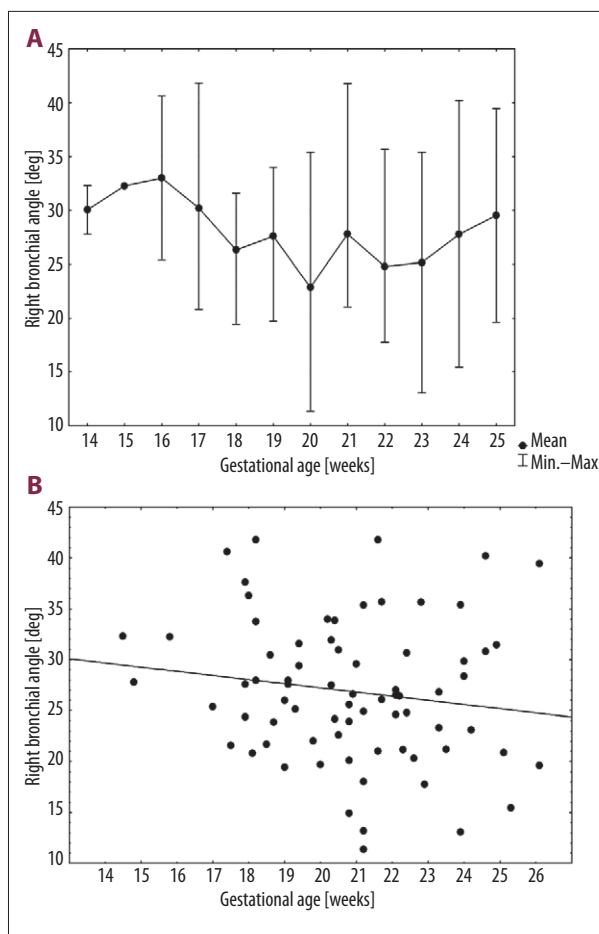 A
Right bronchial angle [deg]
45
40
35
30
25
20
15
10
14 15 16 17 18 19 20 21 22 23 24 25
Gestational age [weeks]
Mean
Min.–Max
B
Right bronchial angle [deg]
45
40
35
30
25
20
15
10
14 15 16 17 18 19 20 21 22 23 24 25 26
Gestational age [weeks]